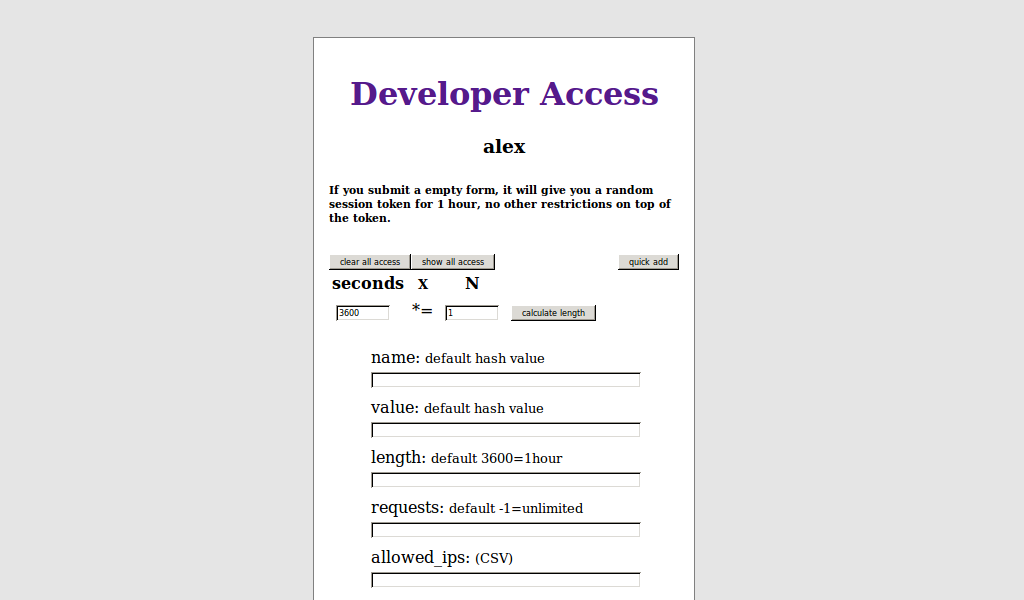 Developer Access
alex
If you submit a empty form, it will give you a random
session token for 1 hour, no other restrictions on top of
the token.
clear all access show all access quick add
seconds X N
3600 *= 1 calculate length
name: default hash value
value: default hash value
length: default 3600=1hour
requests: default -1=unlimited
allowed_ips: (CSV)